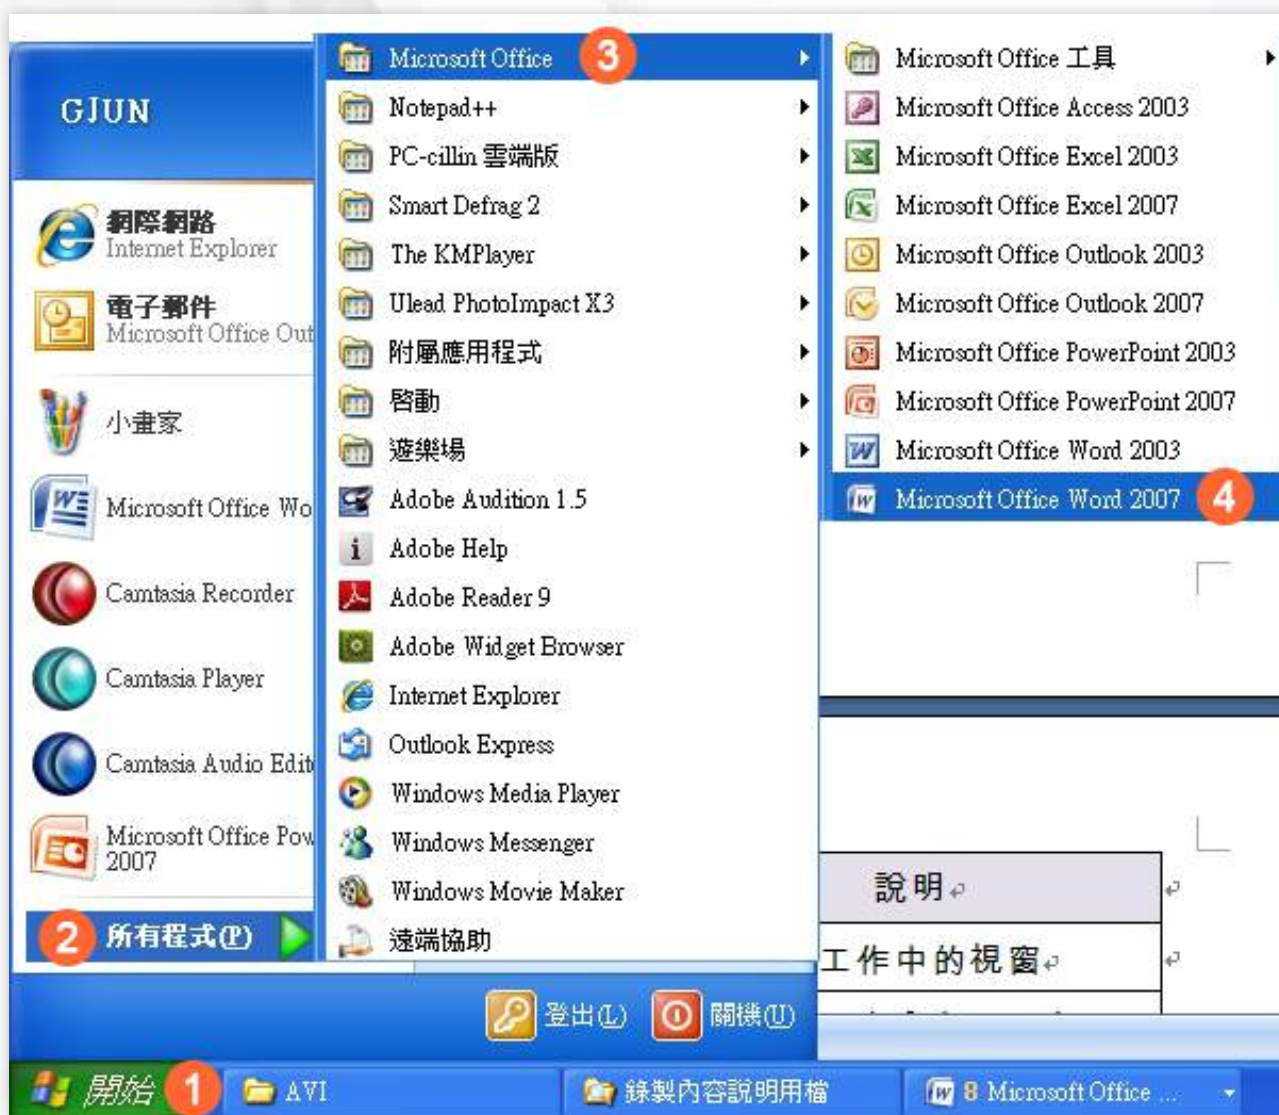 GJUN
網際網路
Internet Explorer
電子郵件
Microsoft Office Out
小畫家
Microsoft Office Wo
Camtasia Recorder
Camtasia Player
Camtasia Audio Edit
Microsoft Office Pow
2007
2 所有程式(P)
Microsoft Office 3
Notepad++
PC-cillin 雲端版
Smart Defrag 2
The KMPlayer
Ulead PhotoImpact X3
附屬應用程式
啟動
遊樂場
Adobe Audition 1.5
Adobe Help
Adobe Reader 9
Adobe Widget Browser
Internet Explorer
Outlook Express
Windows Media Player
Windows Messenger
Windows Movie Maker
遠端協助
Microsoft Office 工具
Microsoft Office Access 2003
Microsoft Office Excel 2003
Microsoft Office Excel 2007
Microsoft Office Outlook 2003
Microsoft Office Outlook 2007
Microsoft Office PowerPoint 2003
Microsoft Office PowerPoint 2007
Microsoft Office Word 2003
Microsoft Office Word 2007 4
說明
工作中的視窗
登出(L) 關機(U)
開始 1 AVI 錄製內容說明用檔 8 Microsoft Office ...